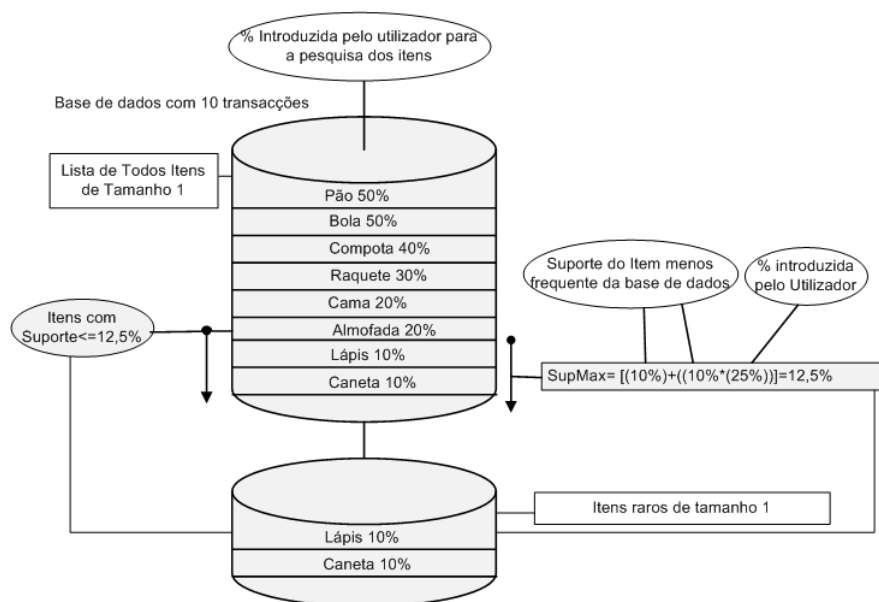 % Introduzida pelo utilizador para
a pesquisa dos itens
Base de dados com 10 transacções
Lista de Todos Itens
de Tamanho 1
Pão 50%
Bola 50%
Compota 40%
Raquete 30%
Cama 20%
Almofada 20%
Lápis 10%
Caneta 10%
Itens com
Suporte<=12,5%
Suporte do Item menos
frequente da base de dados
% introduzida
pelo Utilizador
SupMax= [(10%)+((10%*(25%))]=12,5%
Itens raros de tamanho 1
Lápis 10%
Caneta 10%